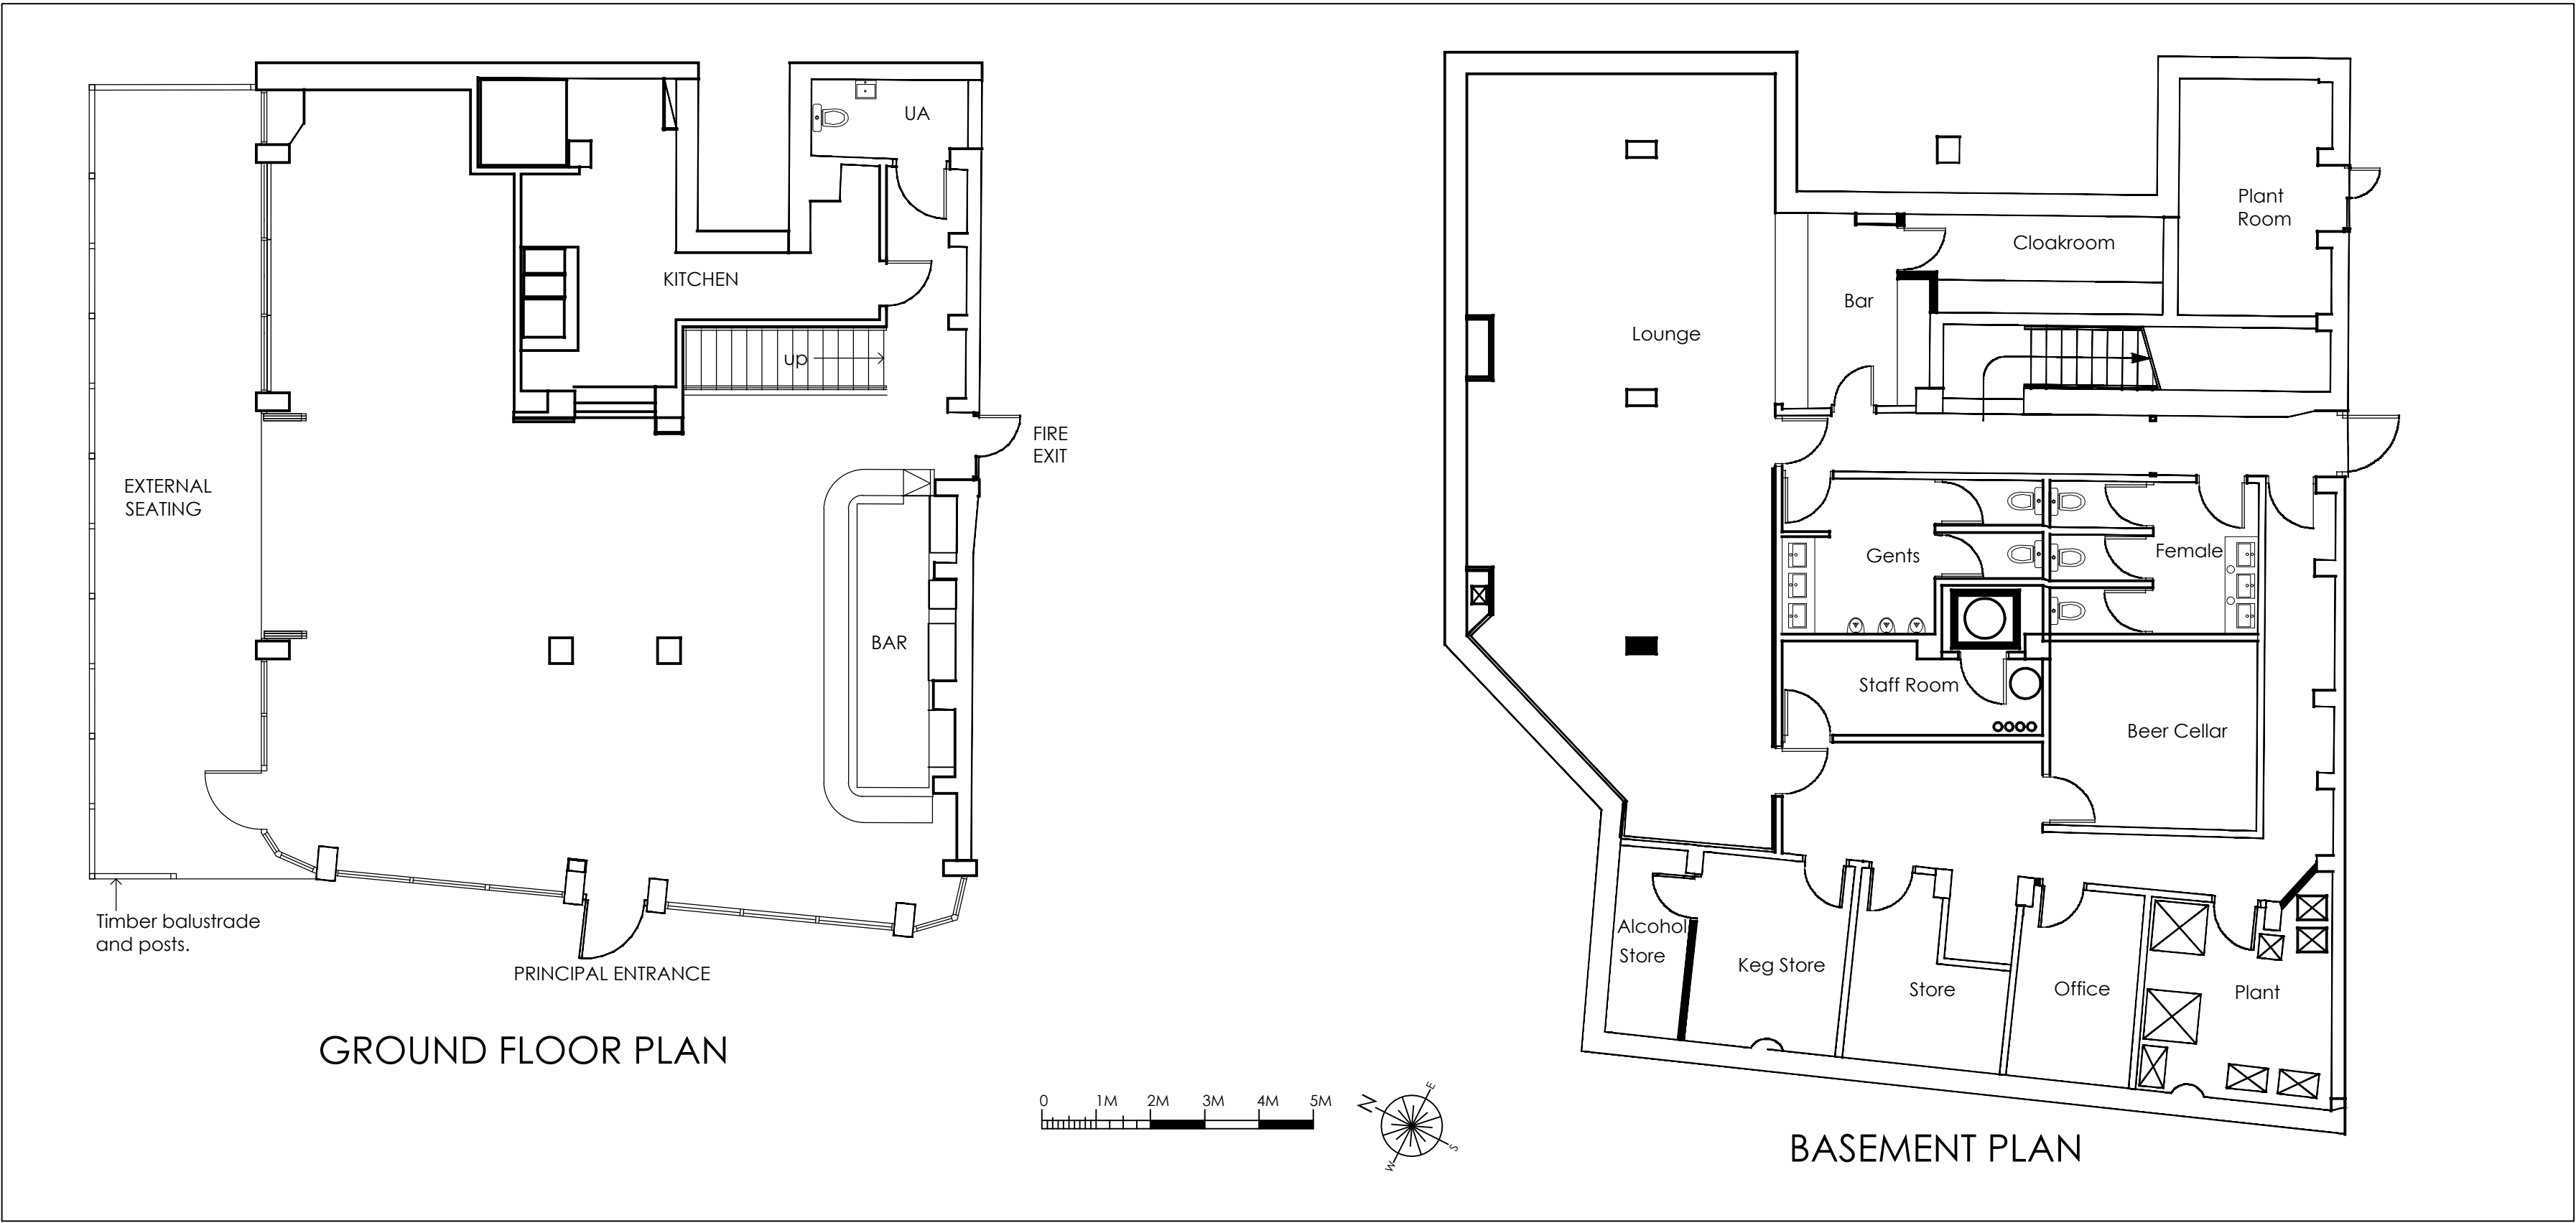 UA
KITCHEN
up
FIRE
EXIT
EXTERNAL
SEATING
BAR
Timber balustrade
and posts.
PRINCIPAL ENTRANCE
GROUND FLOOR PLAN
Plant
Room
Cloakroom
Bar
Lounge
Gents
Female
Staff Room
Beer Cellar
Alcohol
Store
Keg Store
Store
Office
Plant
0 1M 2M 3M 4M 5M
N
E
S
W
BASEMENT PLAN